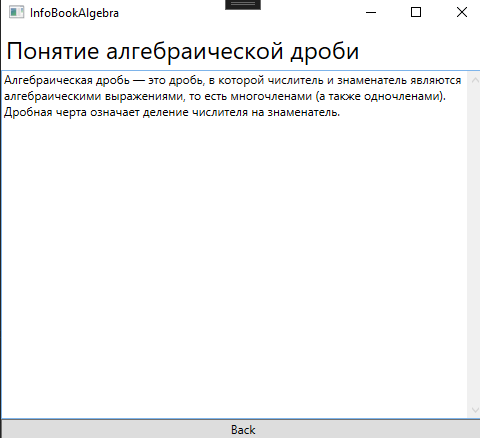 InfoBookAlgebra
Понятие алгебраической дроби
Алгебраическая дробь — это дробь, в которой числитель и знаменатель являются
алгебраическими выражениями, то есть многочленами (а также одночленами).
Дробная черта означает деление числителя на знаменатель.
Back